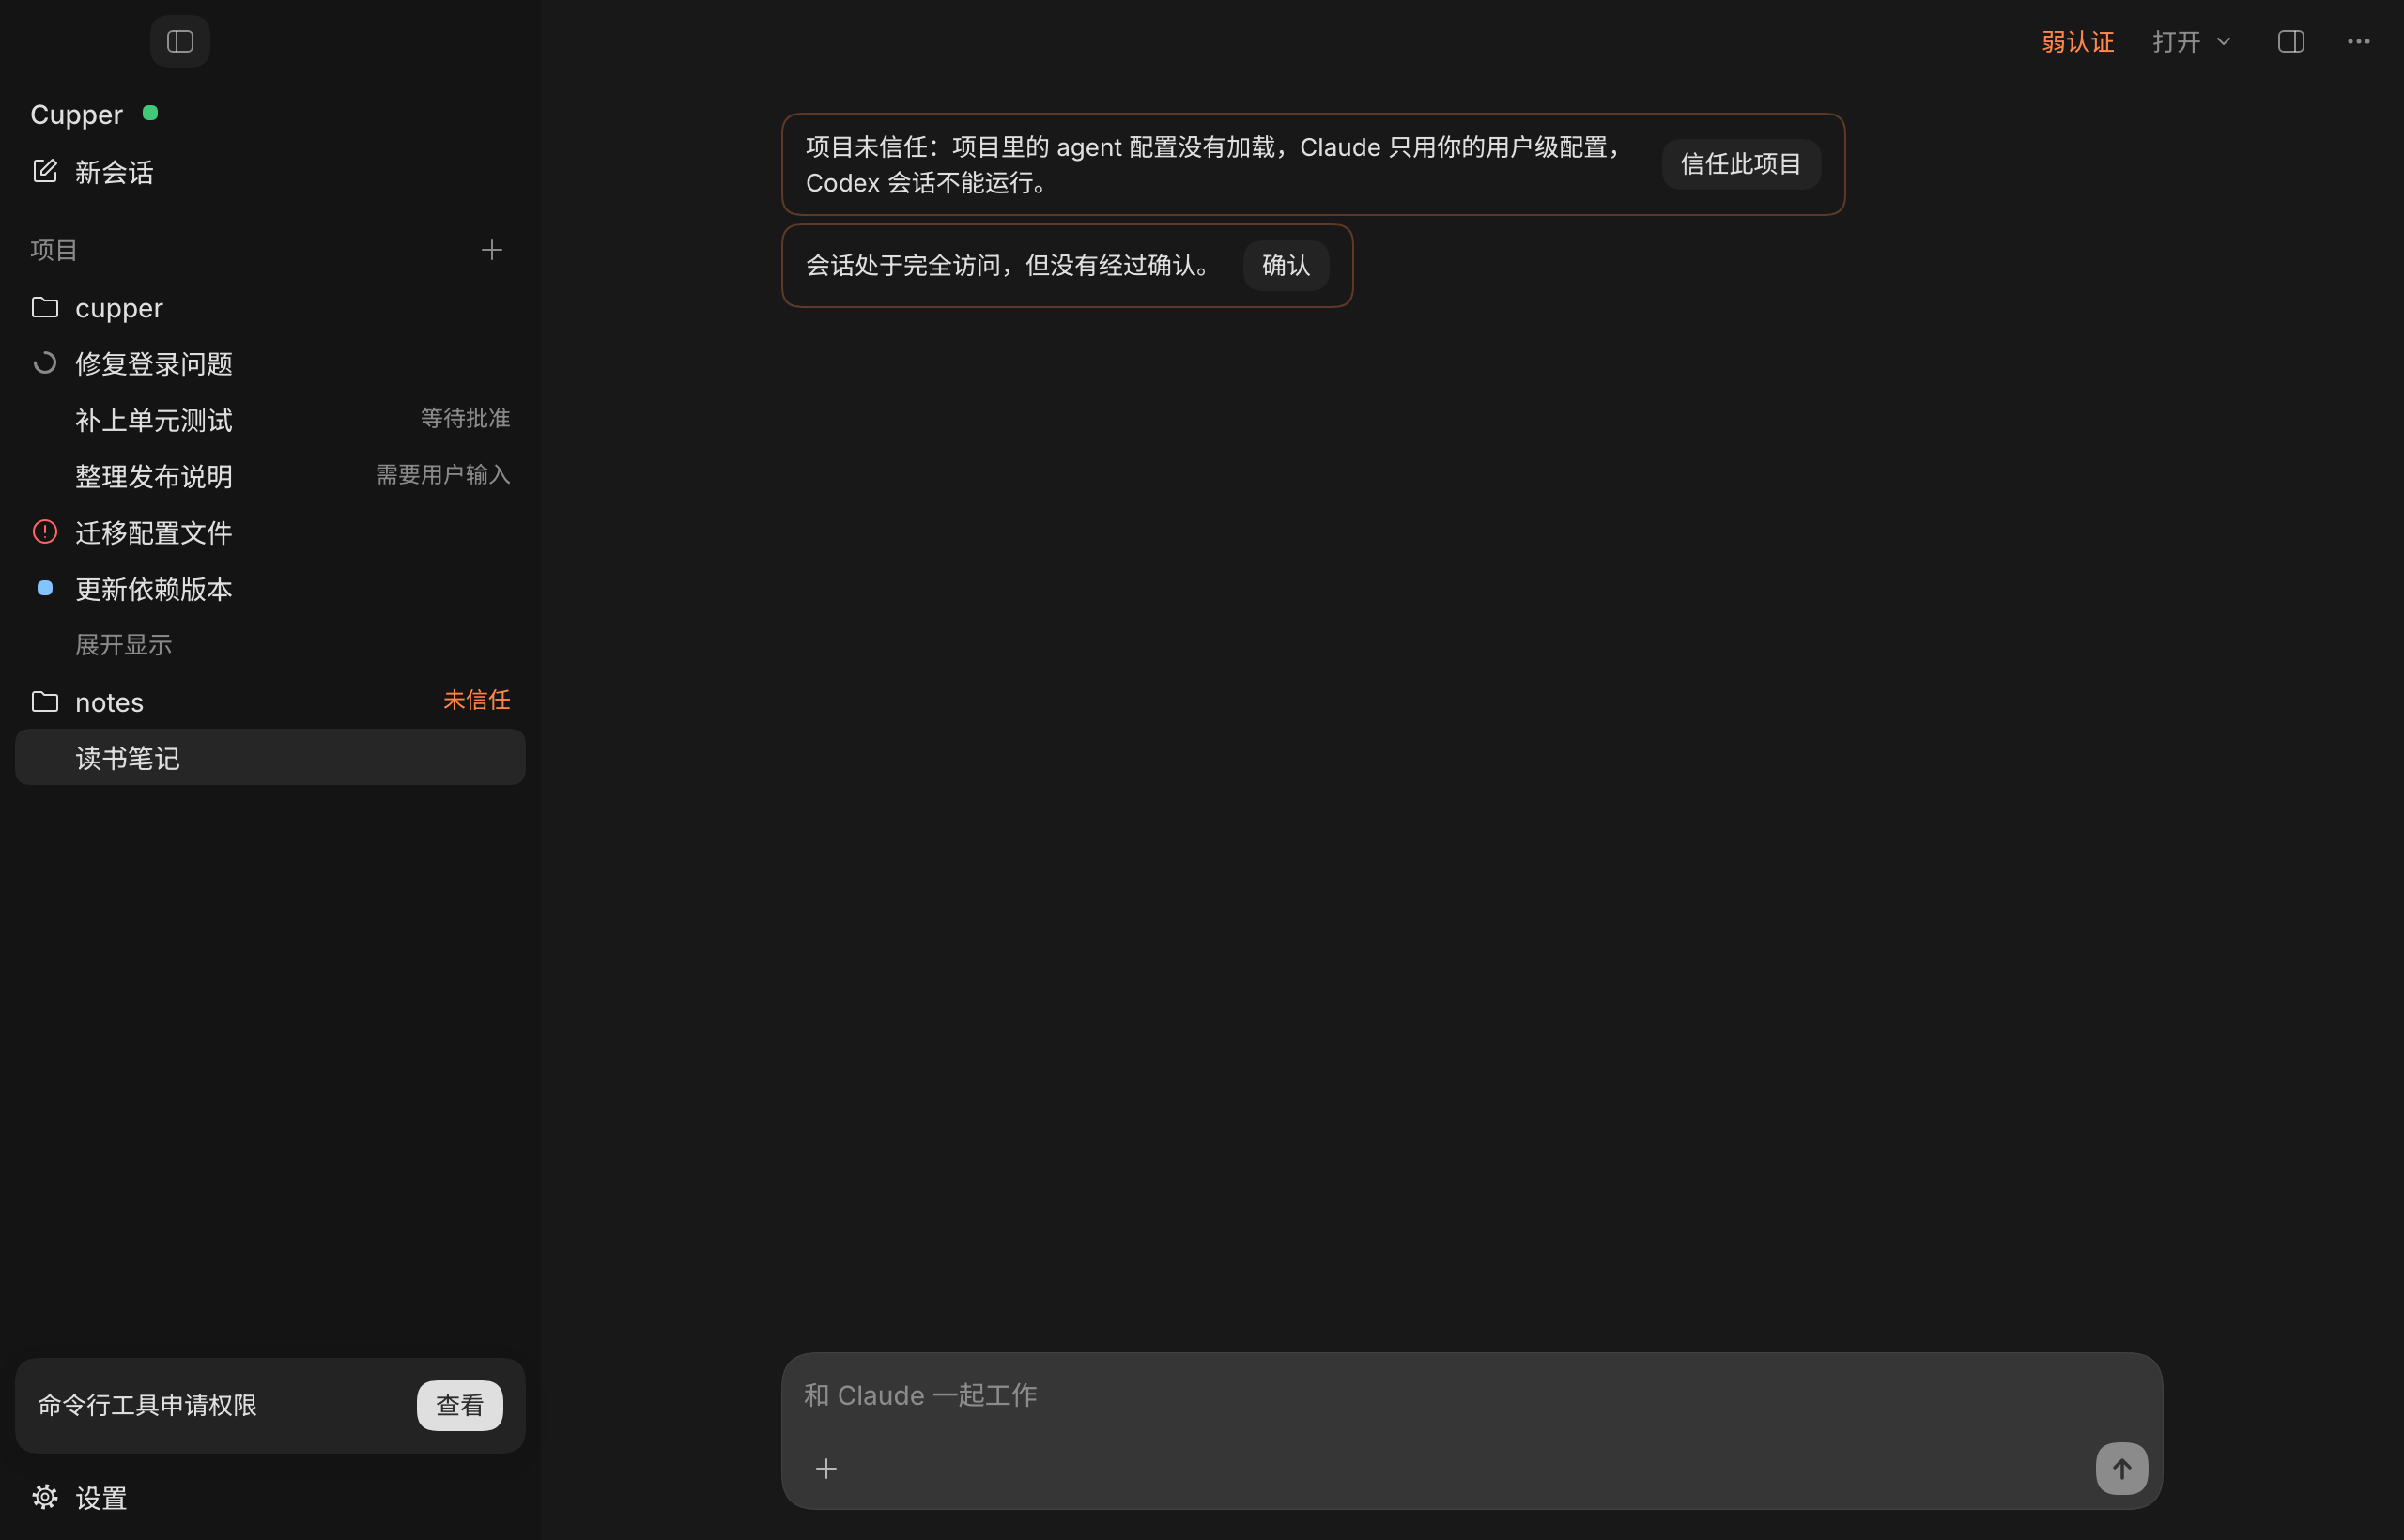 弱认证
打开
Cupper
新会话
项目
cupper
修复登录问题
补上单元测试 等待批准
整理发布说明 需要用户输入
迁移配置文件
更新依赖版本
展开显示
notes 未信任
读书笔记
命令行工具申请权限 查看
设置
项目未信任：项目里的 agent 配置没有加载，Claude 只用你的用户级配置，
Codex 会话不能运行。
信任此项目
会话处于完全访问，但没有经过确认。 确认
和 Claude 一起工作